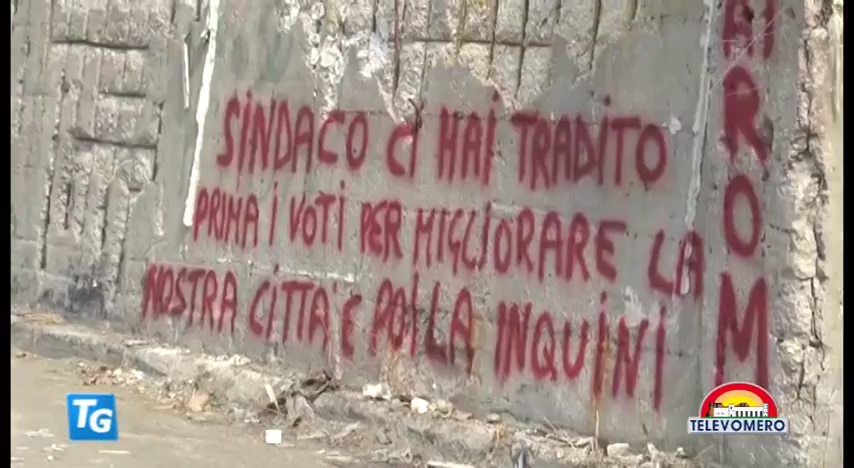 SINDACO CI HAI TRADITO
PRIMA I VOTI PER MIGLIORARE LA
NOSTRA CITTA' E POI LA INQUINI
ROM
TG
TELEVOMERO